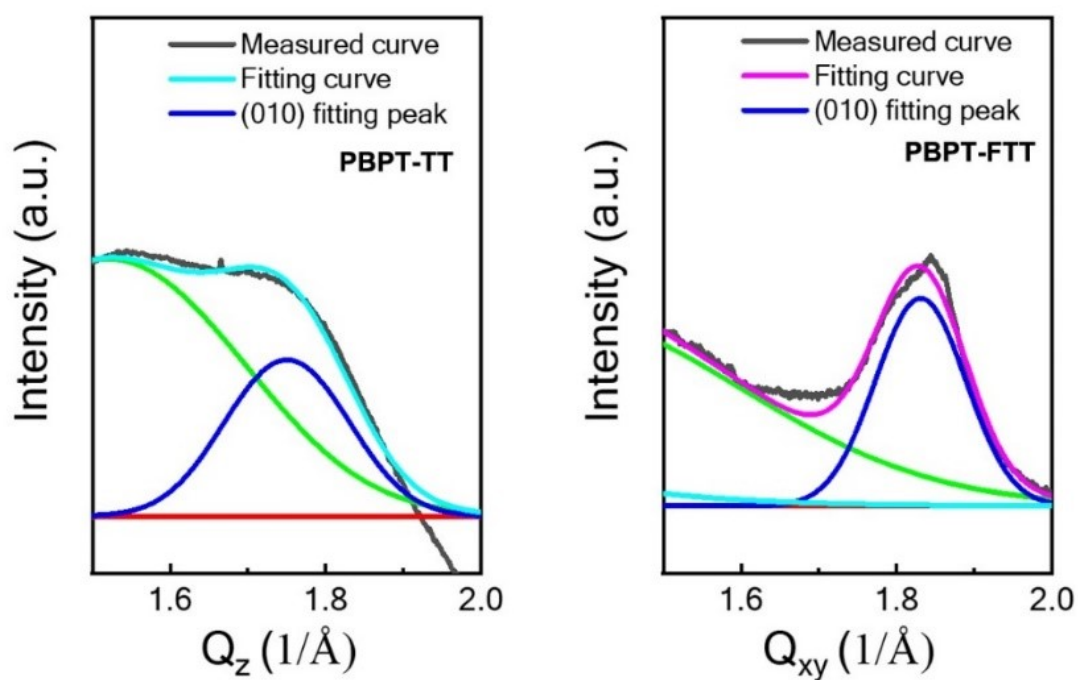 Measured curve
Fitting curve
(010) fitting peak
PBPT-TT
Intensity (a.u.)
1.6
1.8
2.0
Qz (1/Å)
Measured curve
Fitting curve
(010) fitting peak
PBPT-FTT
Intensity (a.u.)
1.6
1.8
2.0
Qxy (1/Å)